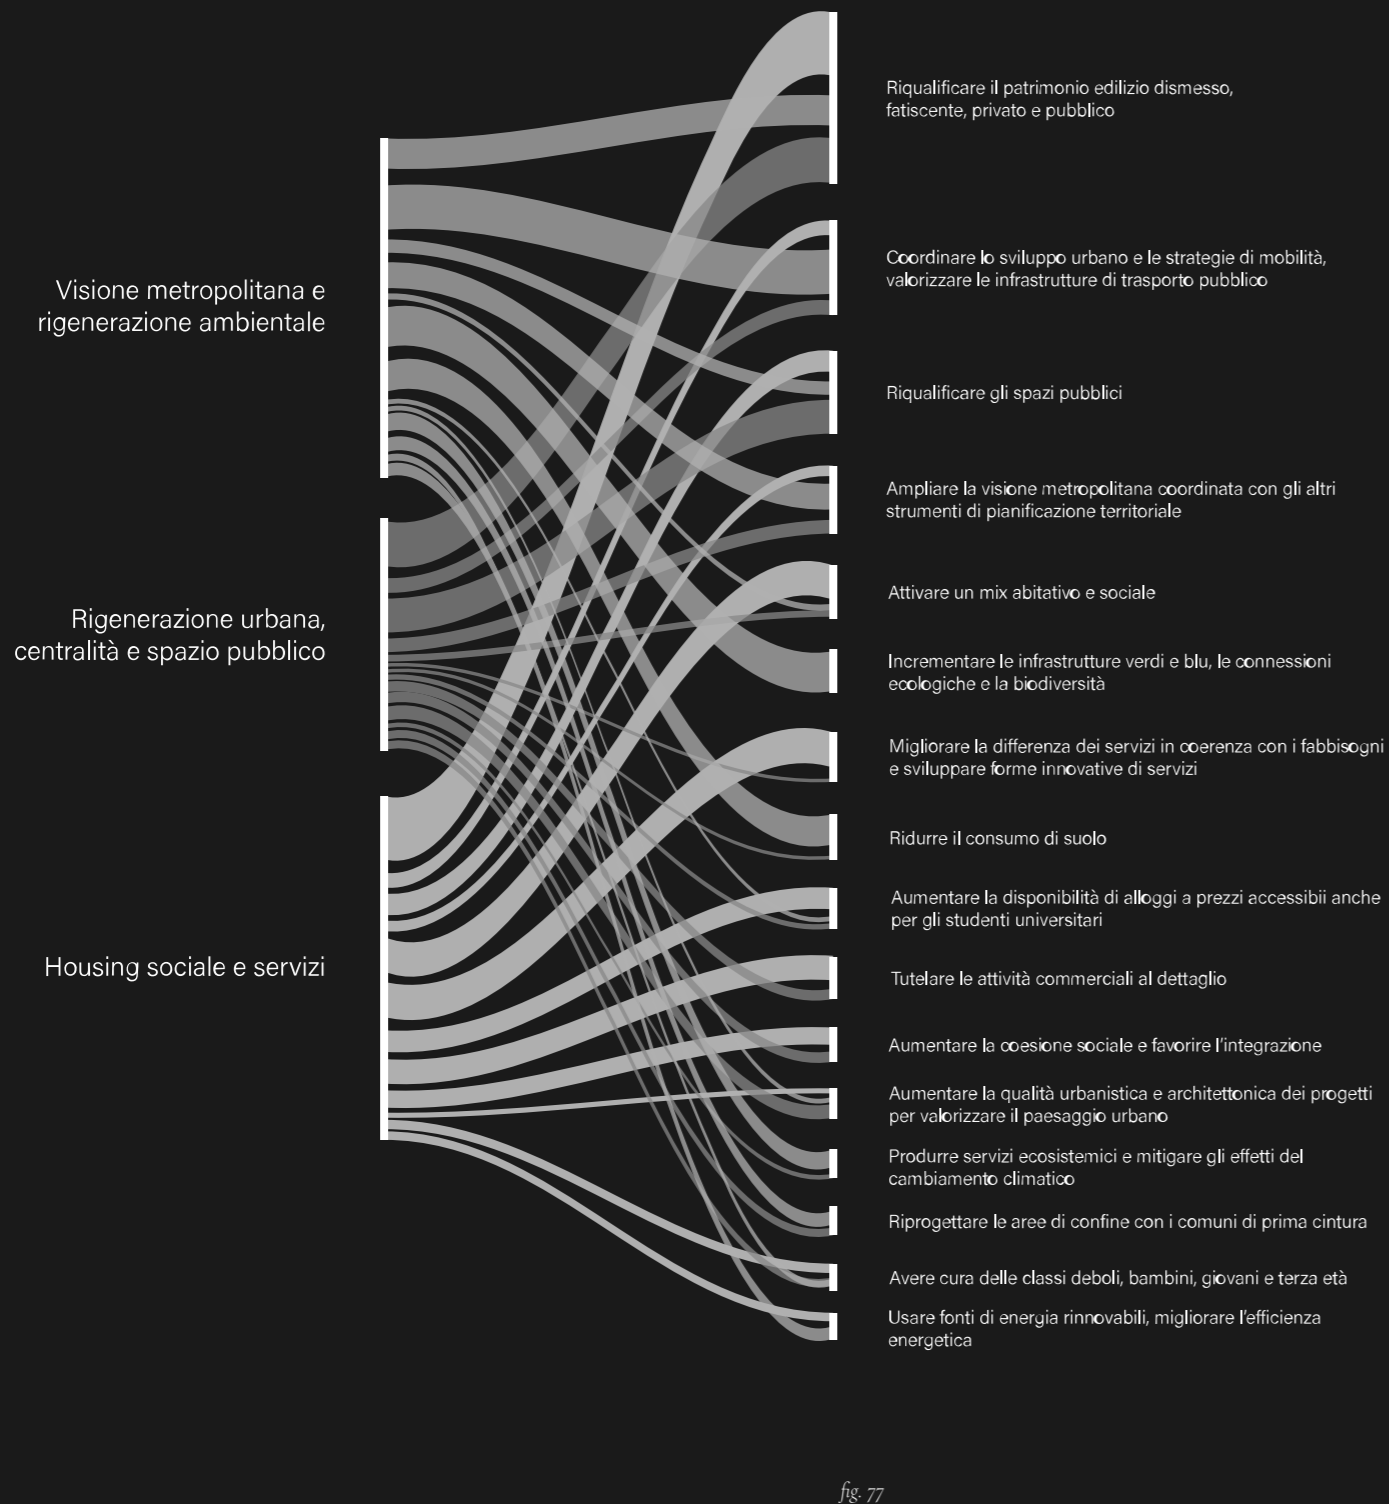 Visione metropolitana e
rigenerazione ambientale
Rigenerazione urbana,
centralità e spazio pubblico
Housing sociale e servizi
Riqualificare il patrimonio edilizio dismesso,
fatiscente, privato e pubblico
Coordinare lo sviluppo urbano e le strategie di mobilità,
valorizzare le infrastrutture di trasporto pubblico
Riqualificare gli spazi pubblici
Ampliare la visione metropolitana coordinata con gli altri
strumenti di pianificazione territoriale
Attivare un mix abitativo e sociale
Incrementare le infrastrutture verdi e blu, le connessioni
ecologiche e la biodiversità
Migliorare la differenza dei servizi in coerenza con i fabbisogni
e sviluppare forme innovative di servizi
Ridurre il consumo di suolo
Aumentare la disponibilità di alloggi a prezzi accessibii anche
per gli studenti universitari
Tutelare le attività commerciali al dettaglio
Aumentare la coesione sociale e favorire l'integrazione
Aumentare la qualità urbanistica e architettonica dei progetti
per valorizzare il paesaggio urbano
Produrre servizi ecosistemici e mitigare gli effetti del
cambiamento climatico
Riprogettare le aree di confine con i comuni di prima cintura
Avere cura delle classi deboli, bambini, giovani e terza età
Usare fonti di energia rinnovabili, migliorare l'efficienza
energetica
fig. 77